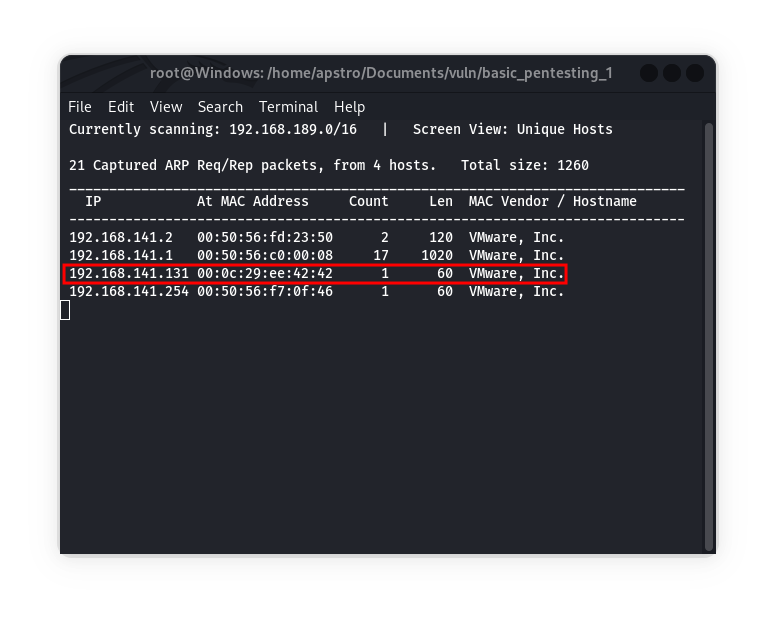 root@Windows: /home/apstro/Documents/vuln/basic_pentesting_1
File Edit View Search Terminal Help
Currently scanning: 192.168.189.0/16   |   Screen View: Unique Hosts
21 Captured ARP Req/Rep packets, from 4 hosts.   Total size: 1260
_____________________________________________________________________________
  IP            At MAC Address     Count     Len  MAC Vendor / Hostname
-----------------------------------------------------------------------------
192.168.141.2   00:50:56:fd:23:50      2     120  VMware, Inc.
192.168.141.1   00:50:56:c0:00:08     17    1020  VMware, Inc.
192.168.141.131 00:0c:29:ee:42:42      1      60  VMware, Inc.
192.168.141.254 00:50:56:f7:0f:46      1      60  VMware, Inc.